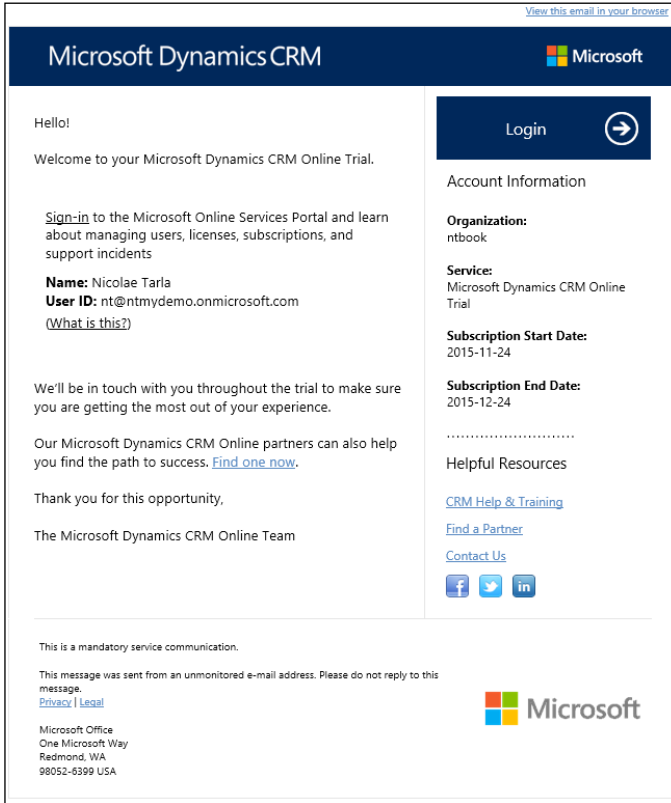 View this email in your browser
Microsoft Dynamics CRM
Microsoft
Hello!
Welcome to your Microsoft Dynamics CRM Online Trial.
Sign-in to the Microsoft Online Services Portal and learn
about managing users, licenses, subscriptions, and
support incidents
Name: Nicolae Tarla
User ID: nt@ntmydemo.onmicrosoft.com
(What is this?)
We'll be in touch with you throughout the trial to make sure
you are getting the most out of your experience.
Our Microsoft Dynamics CRM Online partners can also help
you find the path to success. Find one now.
Thank you for this opportunity,
The Microsoft Dynamics CRM Online Team
Login
Account Information
Organization:
ntbook
Service:
Microsoft Dynamics CRM Online
Trial
Subscription Start Date:
2015-11-24
Subscription End Date:
2015-12-24
...........................
Helpful Resources
CRM Help & Training
Find a Partner
Contact Us
f
in
This is a mandatory service communication.
This message was sent from an unmonitored e-mail address. Please do not reply to this
message.
Privacy | Legal
Microsoft Office
One Microsoft Way
Redmond, WA
98052-6399 USA
Microsoft